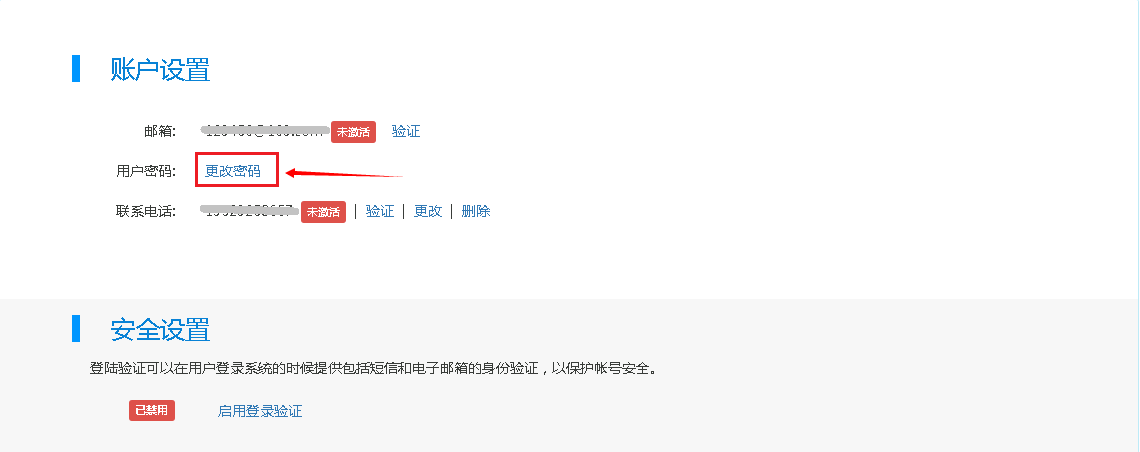 账户设置
邮箱: 未激活 验证
用户密码: 更改密码
联系电话: 未激活 | 验证 | 更改 | 删除
安全设置
登陆验证可以在用户登录系统的时候提供包括短信和电子邮箱的身份验证，以保护帐号安全。
已禁用 启用登录验证